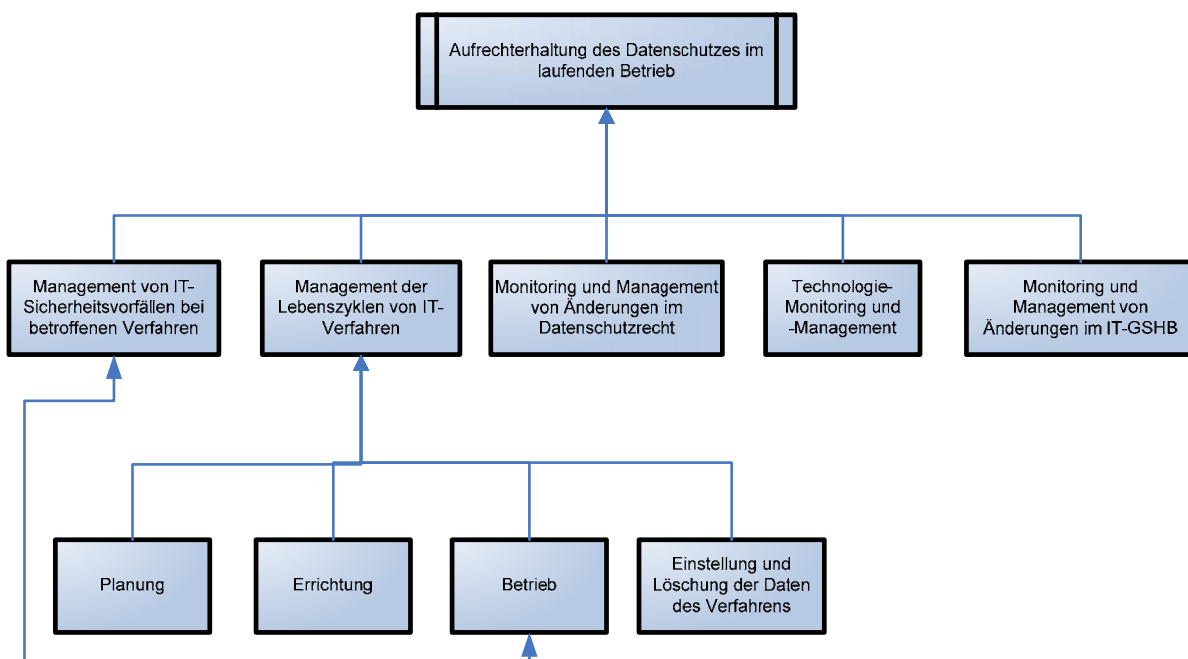 Aufrechterhaltung des Datenschutzes im
laufenden Betrieb
Management von IT-
Sicherheitsvorfällen bei
betroffenen Verfahren
Management der
Lebenszyklen von IT-
Verfahren
Monitoring und Management
von Änderungen im
Datenschutzrecht
Technologie-
Monitoring und
-Management
Monitoring und
Management von
Änderungen im IT-GSHB
Planung
Errichtung
Betrieb
Einstellung und
Löschung der Daten
des Verfahrens